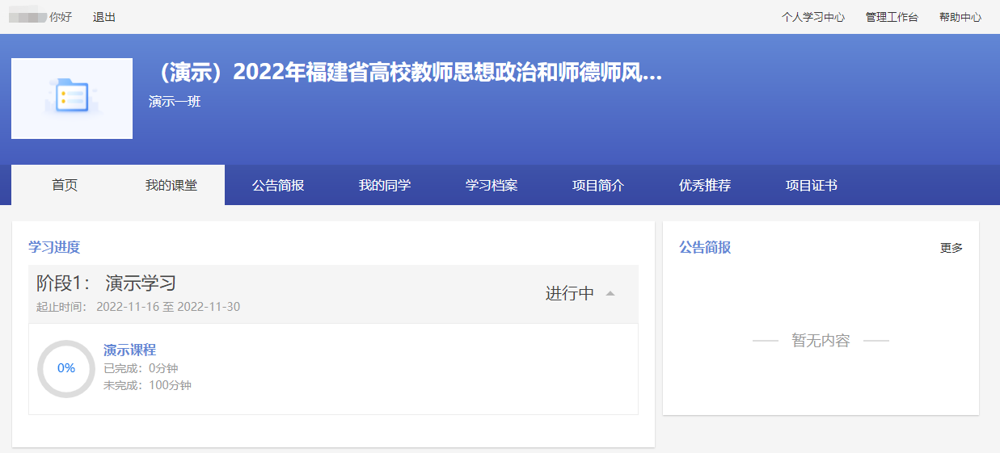 你好 退出 个人学习中心 管理工作台 帮助中心
（演示）2022年福建省高校教师思想政治和师德师风...
演示一班
首页 我的课堂 公告简报 我的同学 学习档案 项目简介 优秀推荐 项目证书
学习进度
阶段1： 演示学习
进行中
起止时间： 2022-11-16 至 2022-11-30
0%
演示课程
已完成：0分钟
未完成：100分钟
公告简报 更多
暂无内容